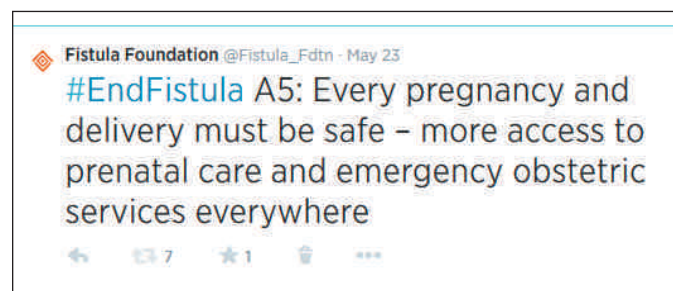 Fistula Foundation @Fistula_Fdtn · May 23
#EndFistula A5: Every pregnancy and
delivery must be safe – more access to
prenatal care and emergency obstetric
services everywhere
7 1